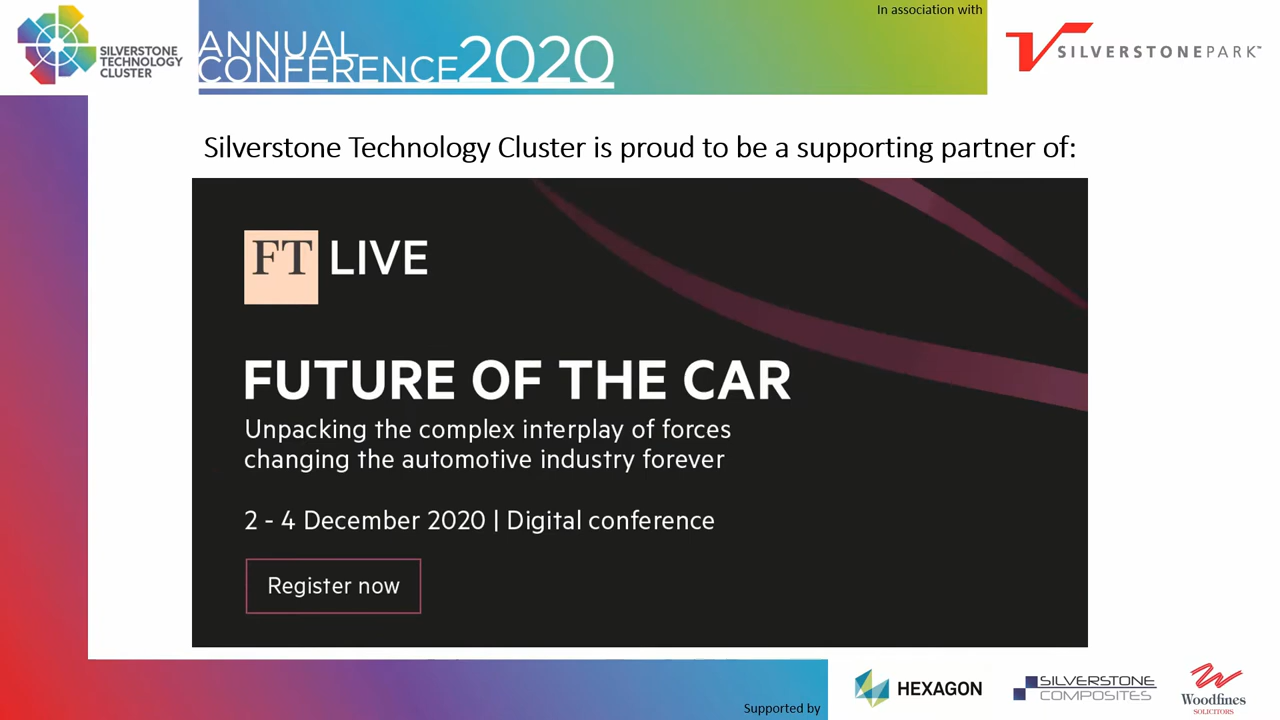 In association with
SILVERSTONE
TECHNOLOGY
CLUSTER
ANNUAL
CONFERENCE2020
SILVERSTONEPARK™
Silverstone Technology Cluster is proud to be a supporting partner of:
FT LIVE
FUTURE OF THE CAR
Unpacking the complex interplay of forces
changing the automotive industry forever
2 - 4 December 2020 | Digital conference
Register now
Supported by
HEXAGON
SILVERSTONE
COMPOSITES
Woodfines
SOLICITORS